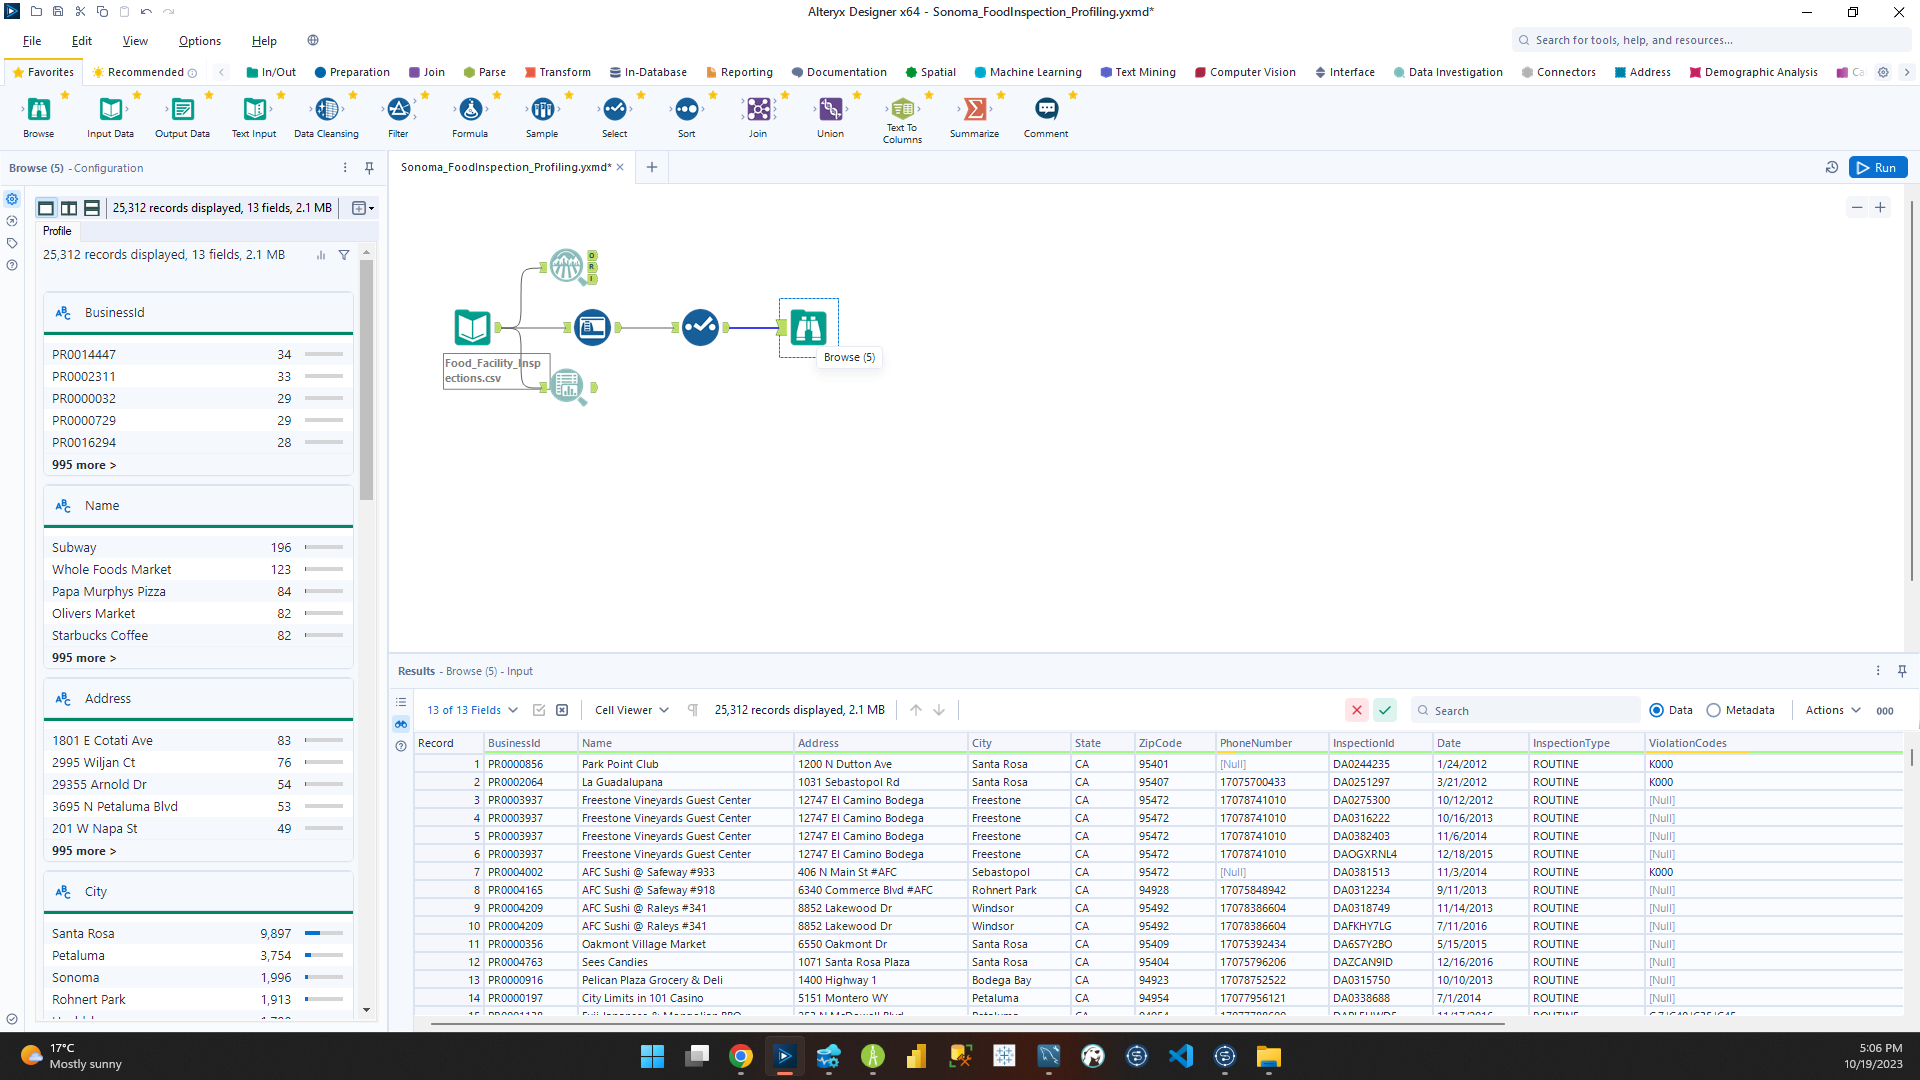 Alteryx Designer x64 - Sonoma_FoodInspection_Profiling.yxmd*
File Edit View Options Help
Search for tools, help, and resources...
Favorites Recommended In/Out Preparation Join Parse Transform In-Database Reporting Documentation Spatial Machine Learning Text Mining Computer Vision Interface Data Investigation Connectors Address Demographic Analysis Ca
Browse Input Data Output Data Text Input Data Cleansing Filter Formula Sample Select Sort Join Union Text To Columns Summarize Comment
Browse (5) - Configuration
Sonoma_FoodInspection_Profiling.yxmd*
Run
25,312 records displayed, 13 fields, 2.1 MB
Profile
25,312 records displayed, 13 fields, 2.1 MB
ABC BusinessId
PR0014447 34
PR0002311 33
PR0000032 29
PR0000729 29
PR0016294 28
995 more >
ABC Name
Subway 196
Whole Foods Market 123
Papa Murphys Pizza 84
Olivers Market 82
Starbucks Coffee 82
995 more >
ABC Address
1801 E Cotati Ave 83
2995 Wiljan Ct 76
29355 Arnold Dr 54
3695 N Petaluma Blvd 53
201 W Napa St 49
995 more >
ABC City
Santa Rosa 9,897
Petaluma 3,754
Sonoma 1,996
Rohnert Park 1,913
D
R
I
Food_Facility_Insp
ections.csv
Browse (5)
Results - Browse (5) - Input
13 of 13 Fields Cell Viewer 25,312 records displayed, 2.1 MB Search Data Metadata Actions 000
Record BusinessId Name Address City State ZipCode PhoneNumber InspectionId Date InspectionType ViolationCodes
1 PR0000856 Park Point Club 1200 N Dutton Ave Santa Rosa CA 95401 [Null] DA0244235 1/24/2012 ROUTINE K000
2 PR0002064 La Guadalupana 1031 Sebastopol Rd Santa Rosa CA 95407 17075700433 DA0251297 3/21/2012 ROUTINE K000
3 PR0003937 Freestone Vineyards Guest Center 12747 El Camino Bodega Freestone CA 95472 17078741010 DA0275300 10/12/2012 ROUTINE [Null]
4 PR0003937 Freestone Vineyards Guest Center 12747 El Camino Bodega Freestone CA 95472 17078741010 DA0316222 10/16/2013 ROUTINE [Null]
5 PR0003937 Freestone Vineyards Guest Center 12747 El Camino Bodega Freestone CA 95472 17078741010 DA0382403 11/6/2014 ROUTINE [Null]
6 PR0003937 Freestone Vineyards Guest Center 12747 El Camino Bodega Freestone CA 95472 17078741010 DAOGXRNL4 12/18/2015 ROUTINE [Null]
7 PR0004002 AFC Sushi @ Safeway #933 406 N Main St #AFC Sebastopol CA 95472 [Null] DA0381513 11/3/2014 ROUTINE K000
8 PR0004165 AFC Sushi @ Safeway #918 6340 Commerce Blvd #AFC Rohnert Park CA 94928 17075848942 DA0312234 9/11/2013 ROUTINE [Null]
9 PR0004209 AFC Sushi @ Raleys #341 8852 Lakewood Dr Windsor CA 95492 17078386604 DA0318749 11/14/2013 ROUTINE [Null]
10 PR0004209 AFC Sushi @ Raleys #341 8852 Lakewood Dr Windsor CA 95492 17078386604 DAFKHY7LG 7/11/2016 ROUTINE [Null]
11 PR0000356 Oakmont Village Market 6550 Oakmont Dr Santa Rosa CA 95409 17075392434 DA6S7Y2BO 5/15/2015 ROUTINE [Null]
12 PR0004763 Sees Candies 1071 Santa Rosa Plaza Santa Rosa CA 95404 17075796206 DAZCAN9ID 12/16/2016 ROUTINE [Null]
13 PR0000916 Pelican Plaza Grocery & Deli 1400 Highway 1 Bodega Bay CA 94923 17078752522 DA0315750 10/10/2013 ROUTINE [Null]
14 PR0000197 City Limits in 101 Casino 5151 Montero WY Petaluma CA 94954 17077956121 DA0338688 7/1/2014 ROUTINE [Null]
17°C
Mostly sunny
5:06 PM
10/19/2023